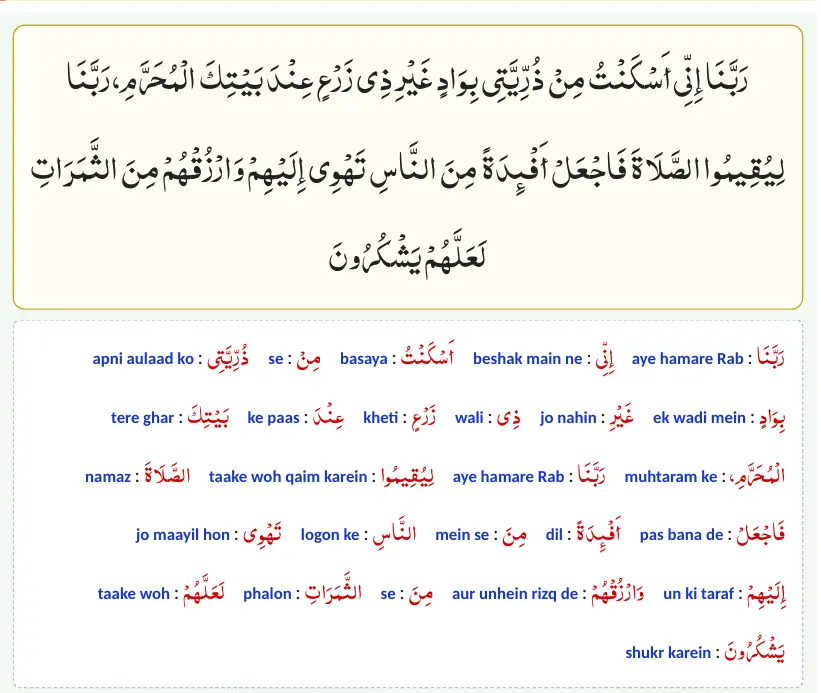 رَبَّنَا إِنِّي أَسْكَنْتُ مِنْ ذُرِّيَّتِي بِوَادٍ غَيْرِ ذِي زَرْعٍ عِنْدَ بَيْتِكَ الْمُحَرَّمِ، رَبَّنَا
لِيُقِيمُوا الصَّلَاةَ فَاجْعَلْ أَفْئِدَةً مِنَ النَّاسِ تَهْوِي إِلَيْهِمْ وَارْزُقْهُمْ مِنَ الثَّمَرَاتِ
لَعَلَّهُمْ يَشْكُرُونَ
رَبَّنَا : aye hamare Rab إِنِّي : beshak main ne أَسْكَنْتُ : basaya مِنْ : se ذُرِّيَّتِي : apni aulaad ko
بِوَادٍ : ek wadi mein غَيْرِ : jo nahin ذِي : wali زَرْعٍ : kheti عِنْدَ : ke paas بَيْتِكَ : tere ghar
الْمُحَرَّمِ، : muhtaram ke رَبَّنَا : aye hamare Rab لِيُقِيمُوا : taake woh qaim karein الصَّلَاةَ : namaz
فَاجْعَلْ : pas bana de أَفْئِدَةً : dil مِنَ : mein se النَّاسِ : logon ke تَهْوِي : jo maayil hon
إِلَيْهِمْ : un ki taraf وَارْزُقْهُمْ : aur unhein rizq de مِنَ : se الثَّمَرَاتِ : phalon لَعَلَّهُمْ : taake woh
يَشْكُرُونَ : shukr karein